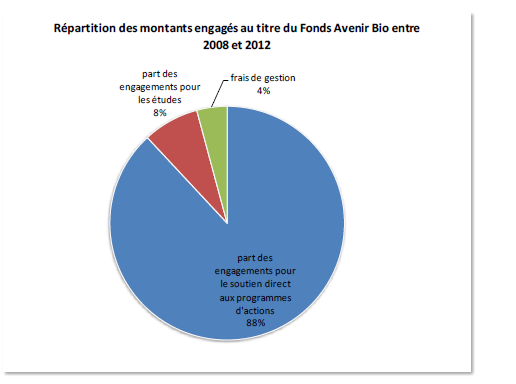 Répartition des montants engagés au titre du Fonds Avenir Bio entre
2008 et 2012
part des
engagements pour
les études
8%
frais de gestion
4%
part des
engagements pour
le soutien direct
aux programmes
d'actions
88%